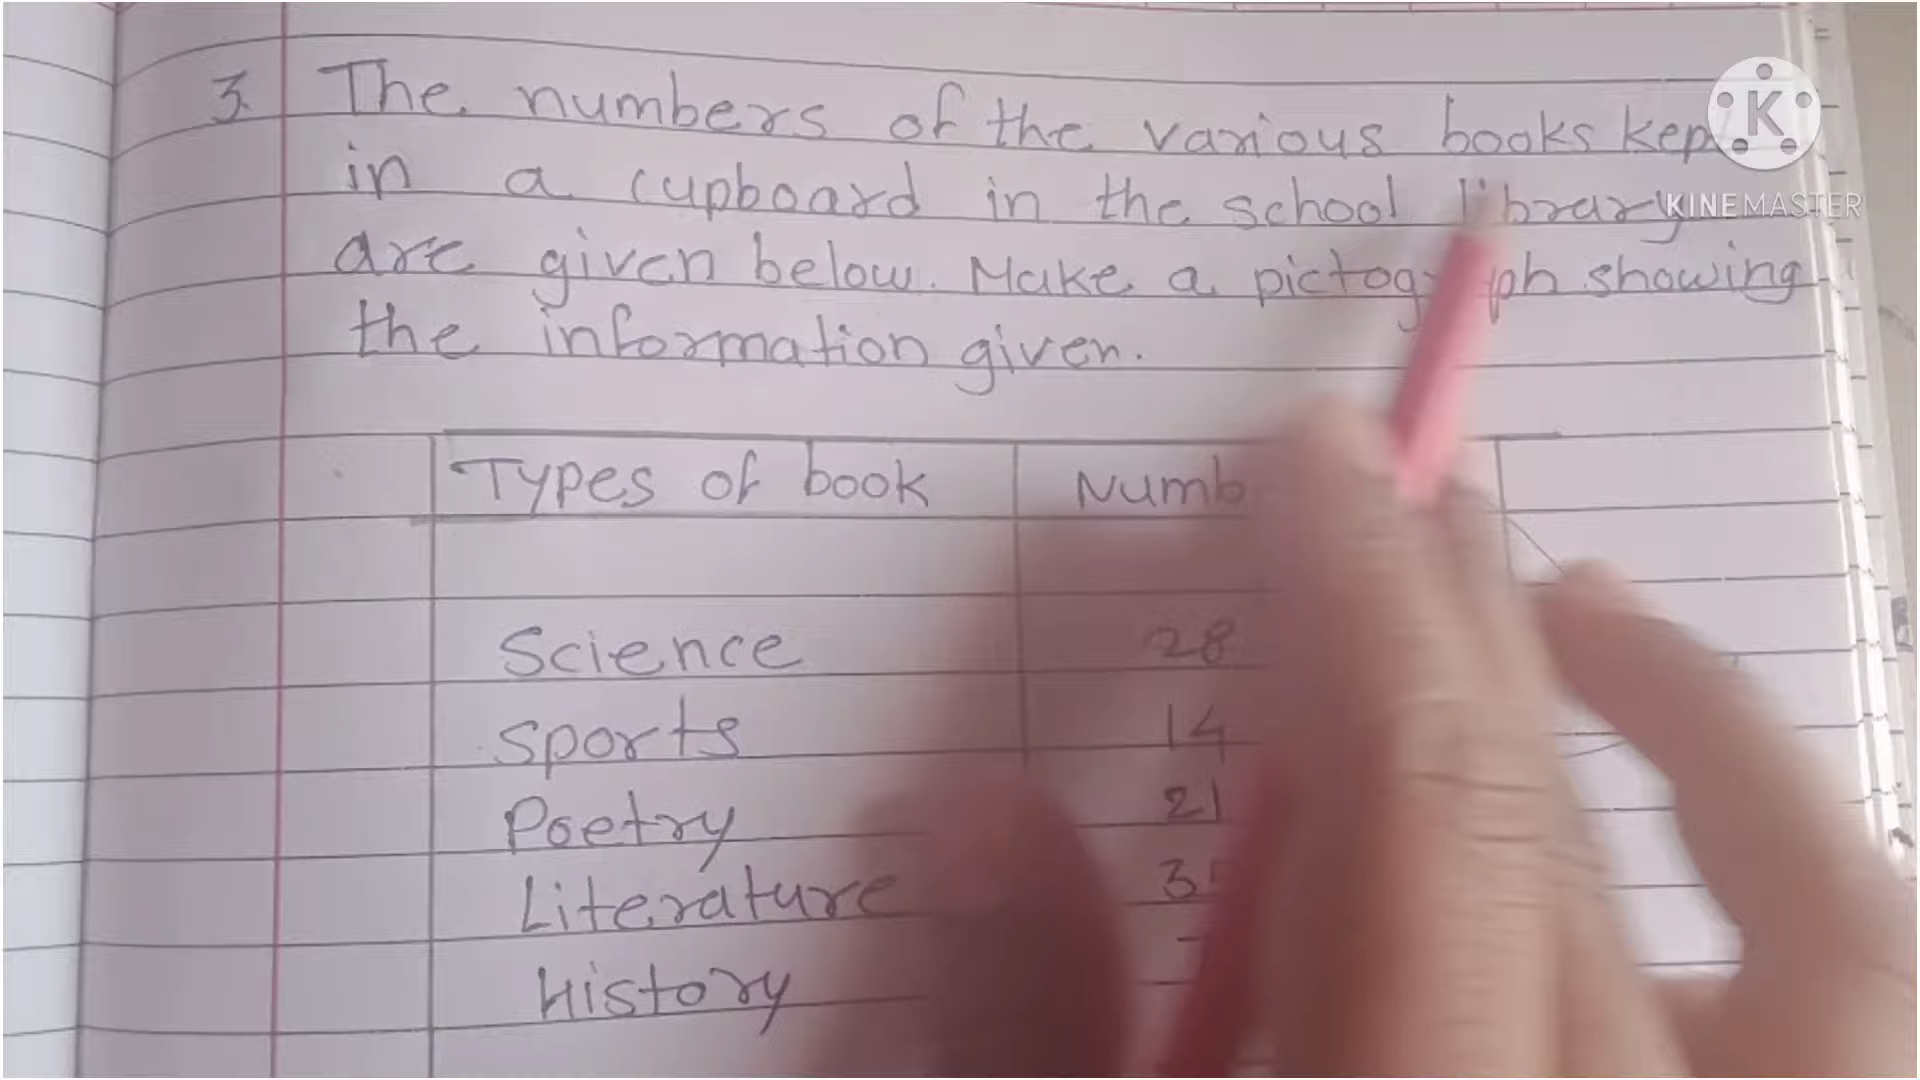 3. The numbers of the various books kep
in a cupboard in the school library
are given below. Make a showing
the information given.
Types of book Numb
Science 28
Sports 14
Poetry 21
Literature
History
K
KINEMASTER